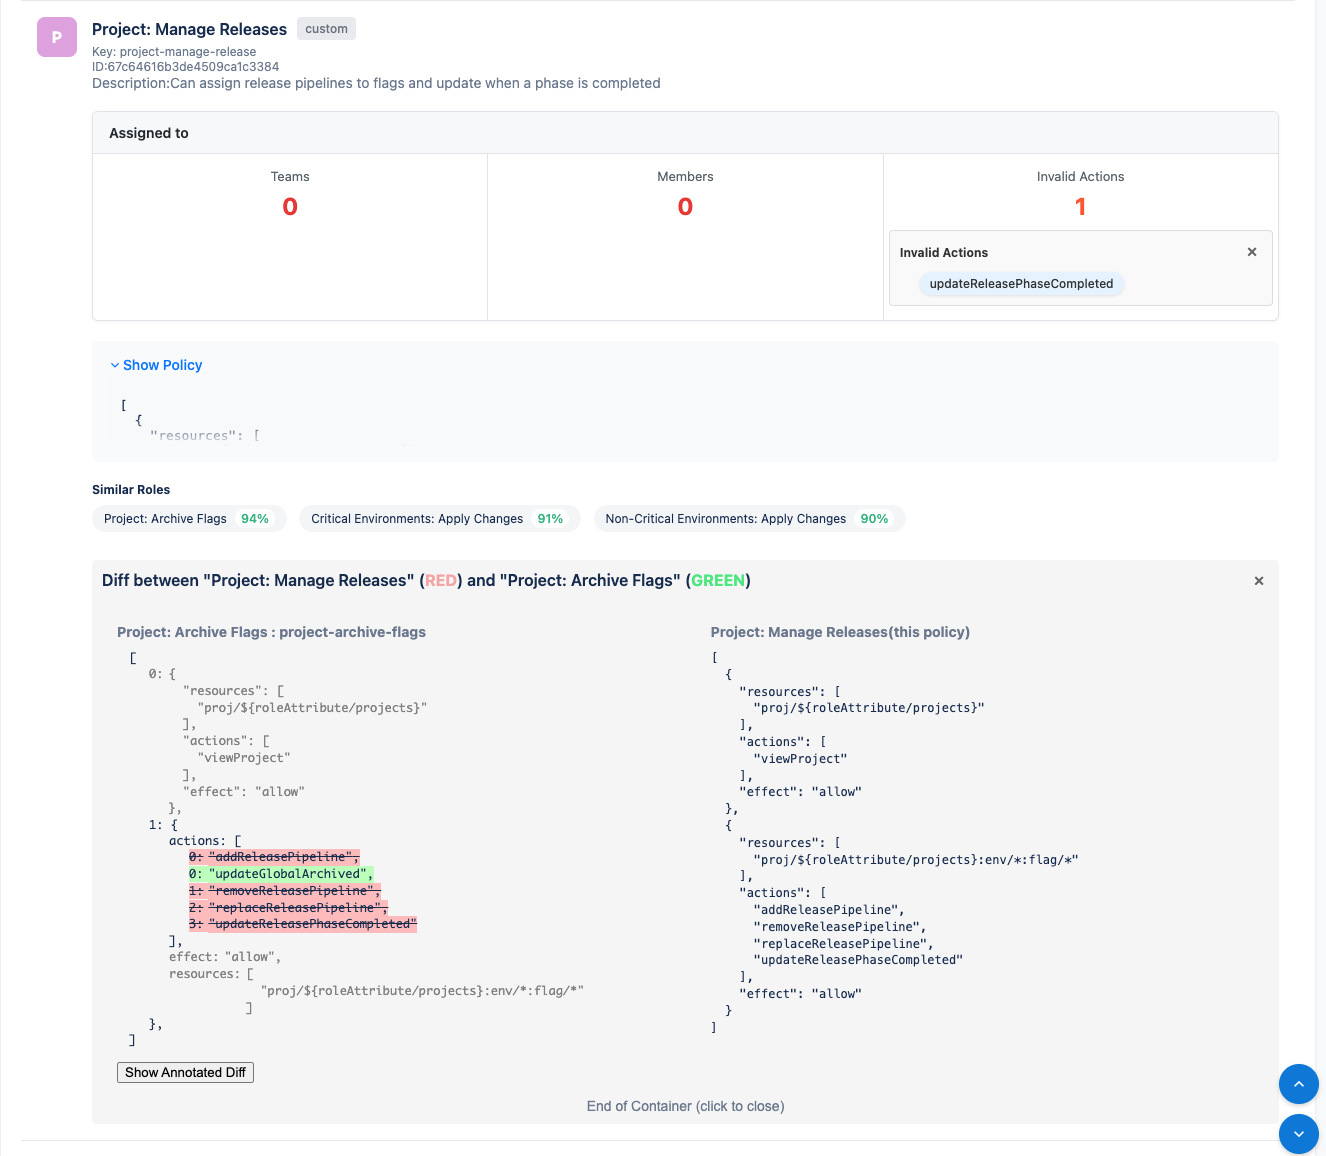 P
Project: Manage Releases custom
Key: project-manage-release
ID:67c64616b3de4509ca1c3384
Description:Can assign release pipelines to flags and update when a phase is completed
Assigned to
Teams
0
Members
0
Invalid Actions
1
Invalid Actions ×
updateReleasePhaseCompleted
Show Policy
[
{
"resources": [
Similar Roles
Project: Archive Flags 94%
Critical Environments: Apply Changes 91%
Non-Critical Environments: Apply Changes 90%
Diff between "Project: Manage Releases" (RED) and "Project: Archive Flags" (GREEN) ×
Project: Archive Flags : project-archive-flags
[
0: {
"resources": [
"proj/${roleAttribute/projects}"
],
"actions": [
"viewProject"
],
"effect": "allow"
},
1: {
actions: [
0: "addReleasePipeline",
0: "updateGlobalArchived",
1: "removeReleasePipeline",
2: "replaceReleasePipeline",
3: "updateReleasePhaseCompleted"
],
effect: "allow",
resources: [
"proj/${roleAttribute/projects}:env/*:flag/*"
]
},
]
Show Annotated Diff
Project: Manage Releases(this policy)
[
{
"resources": [
"proj/${roleAttribute/projects}"
],
"actions": [
"viewProject"
],
"effect": "allow"
},
{
"resources": [
"proj/${roleAttribute/projects}:env/*:flag/*"
],
"actions": [
"addReleasePipeline",
"removeReleasePipeline",
"replaceReleasePipeline",
"updateReleasePhaseCompleted"
],
"effect": "allow"
}
]
End of Container (click to close)